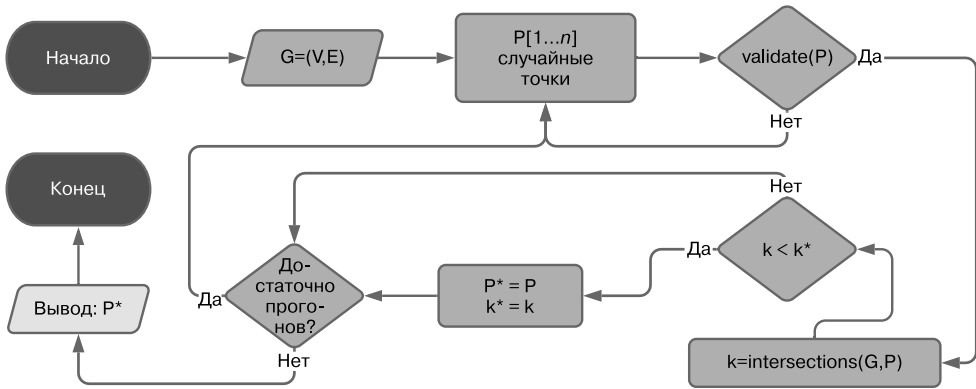 Начало
G=(V,E)
P[1...n]
случайные
точки
validate(P)
Да
Нет
Конец
Нет
k < k*
Да
До-
статочно
прого-
нов?
Да
Нет
P* = P
k* = k
Вывод: P*
k=intersections(G,P)